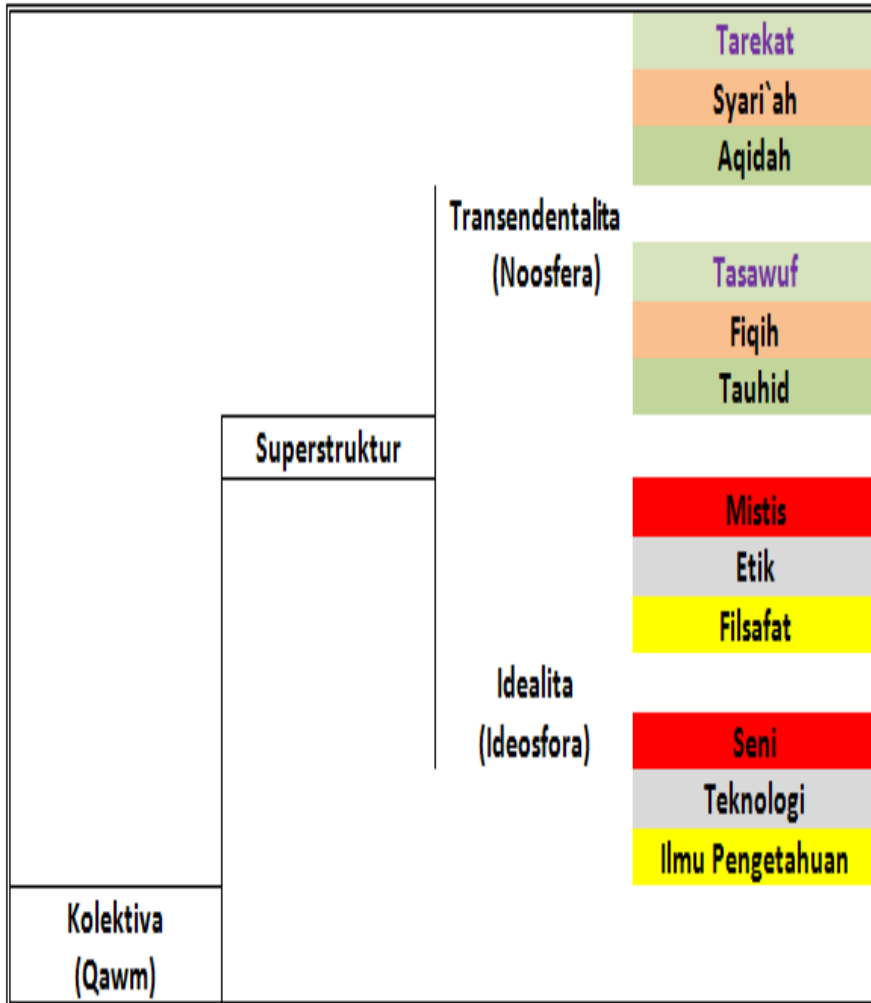 Tarekat
Syari`ah
Aqidah
Transendentalita
(Noosfera)
Tasawuf
Fiqih
Tauhid
Superstruktur
Mistis
Etik
Filsafat
Idealita
(Ideosfora)
Seni
Teknologi
Ilmu Pengetahuan
Kolektiva
(Qawm)